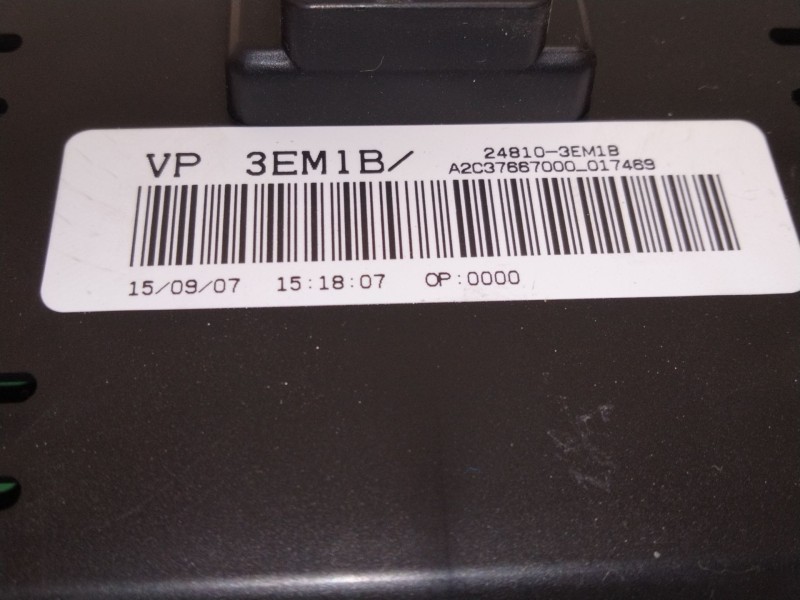 VP 3EM1B/
24810-3EM1B
A2C37667000_017469
15/09/07 15:18:07 OP:0000